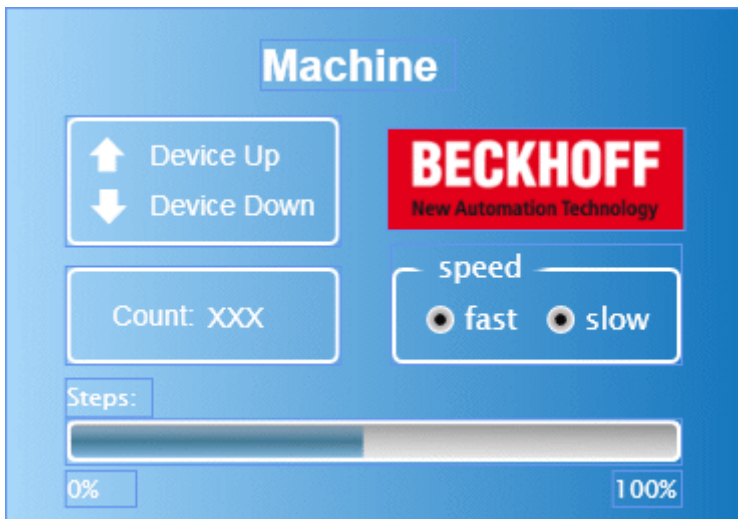 Machine
Device Up
Device Down
BECKHOFF
New Automation Technology
Count: XXX
speed
fast slow
Steps:
0% 100%